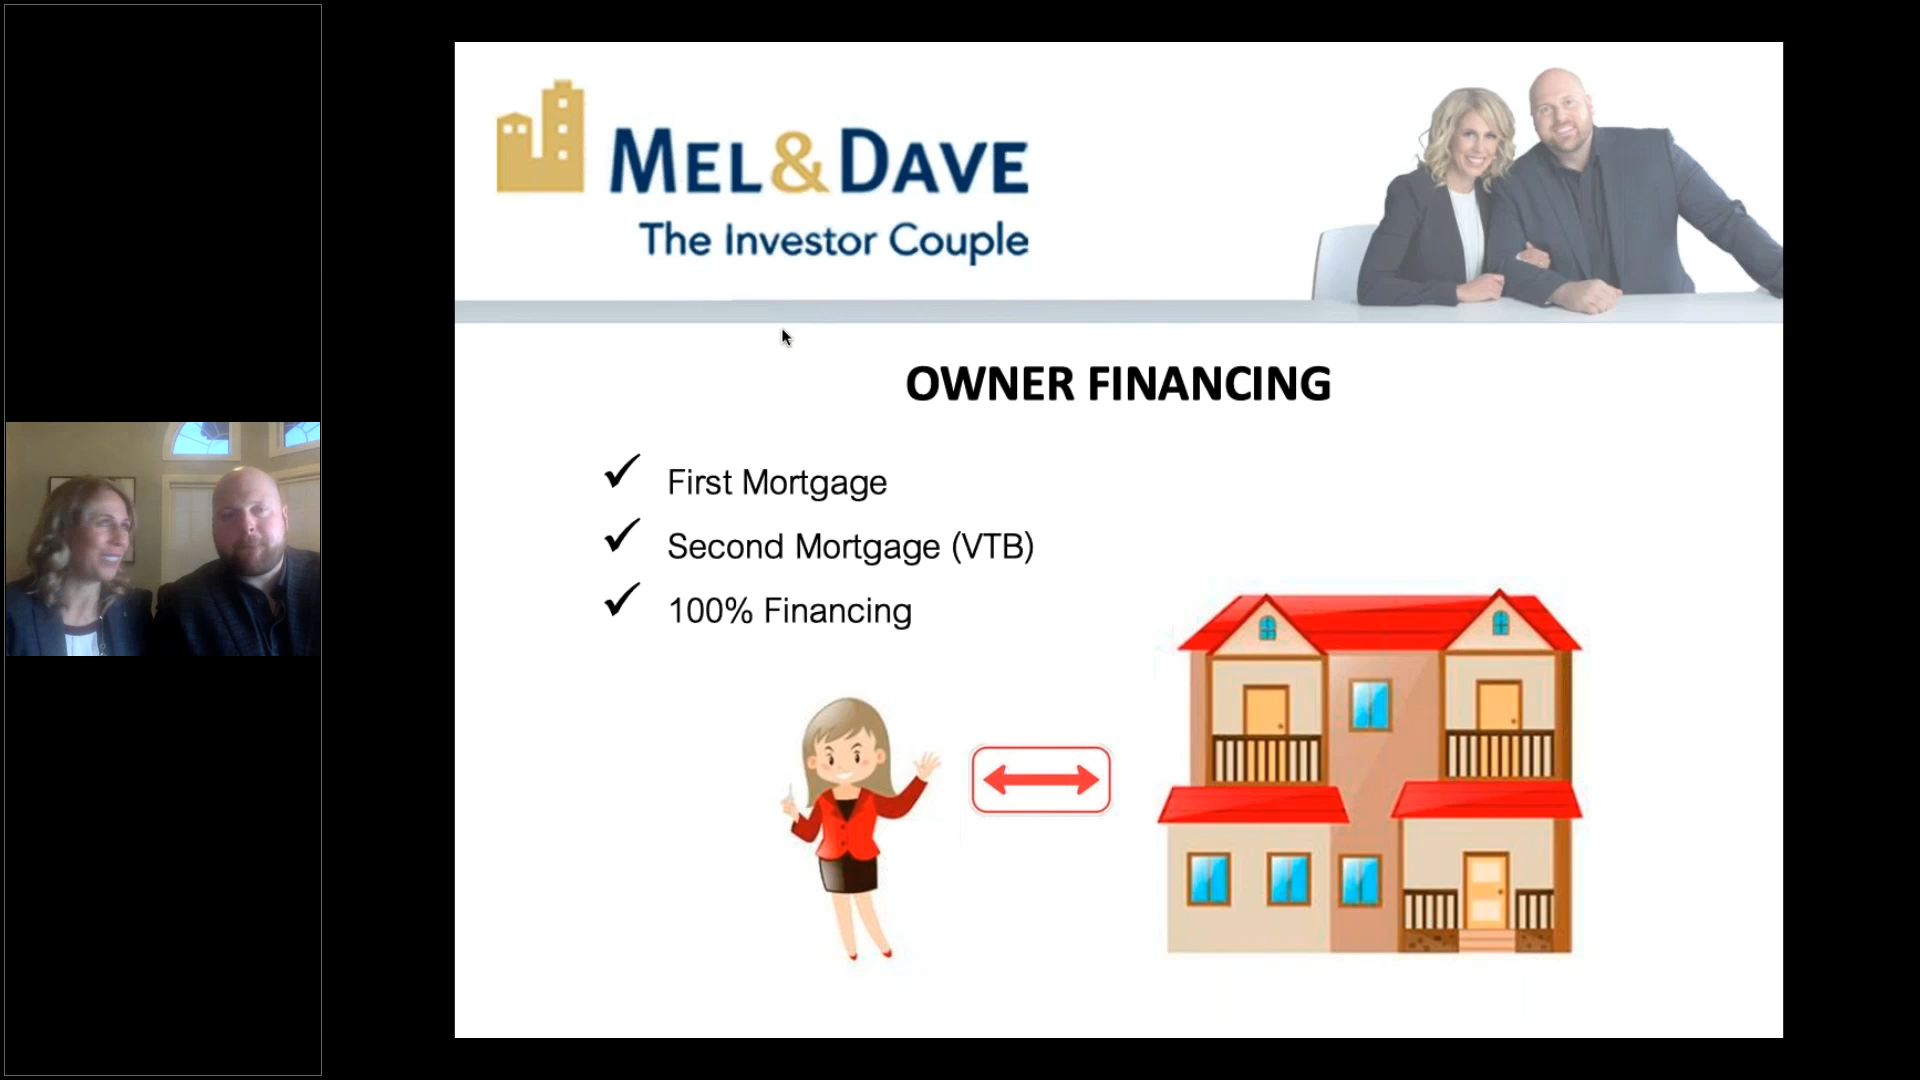 MEL&DAVE
The Investor Couple
OWNER FINANCING
✓ First Mortgage
✓ Second Mortgage (VTB)
✓ 100% Financing